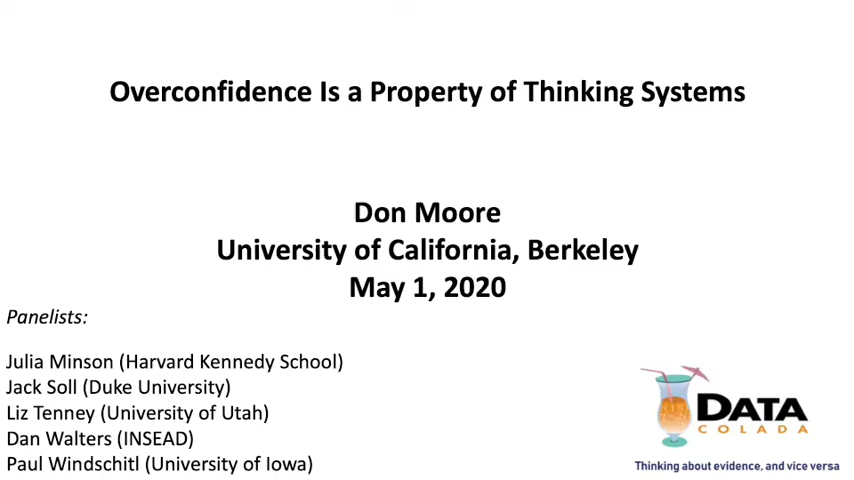 Overconfidence Is a Property of Thinking Systems
Don Moore
University of California, Berkeley
May 1, 2020
Panelists:
Julia Minson (Harvard Kennedy School)
Jack Soll (Duke University)
Liz Tenney (University of Utah)
Dan Walters (INSEAD)
Paul Windschitl (University of Iowa)
DATA
COLADA
Thinking about evidence, and vice versa